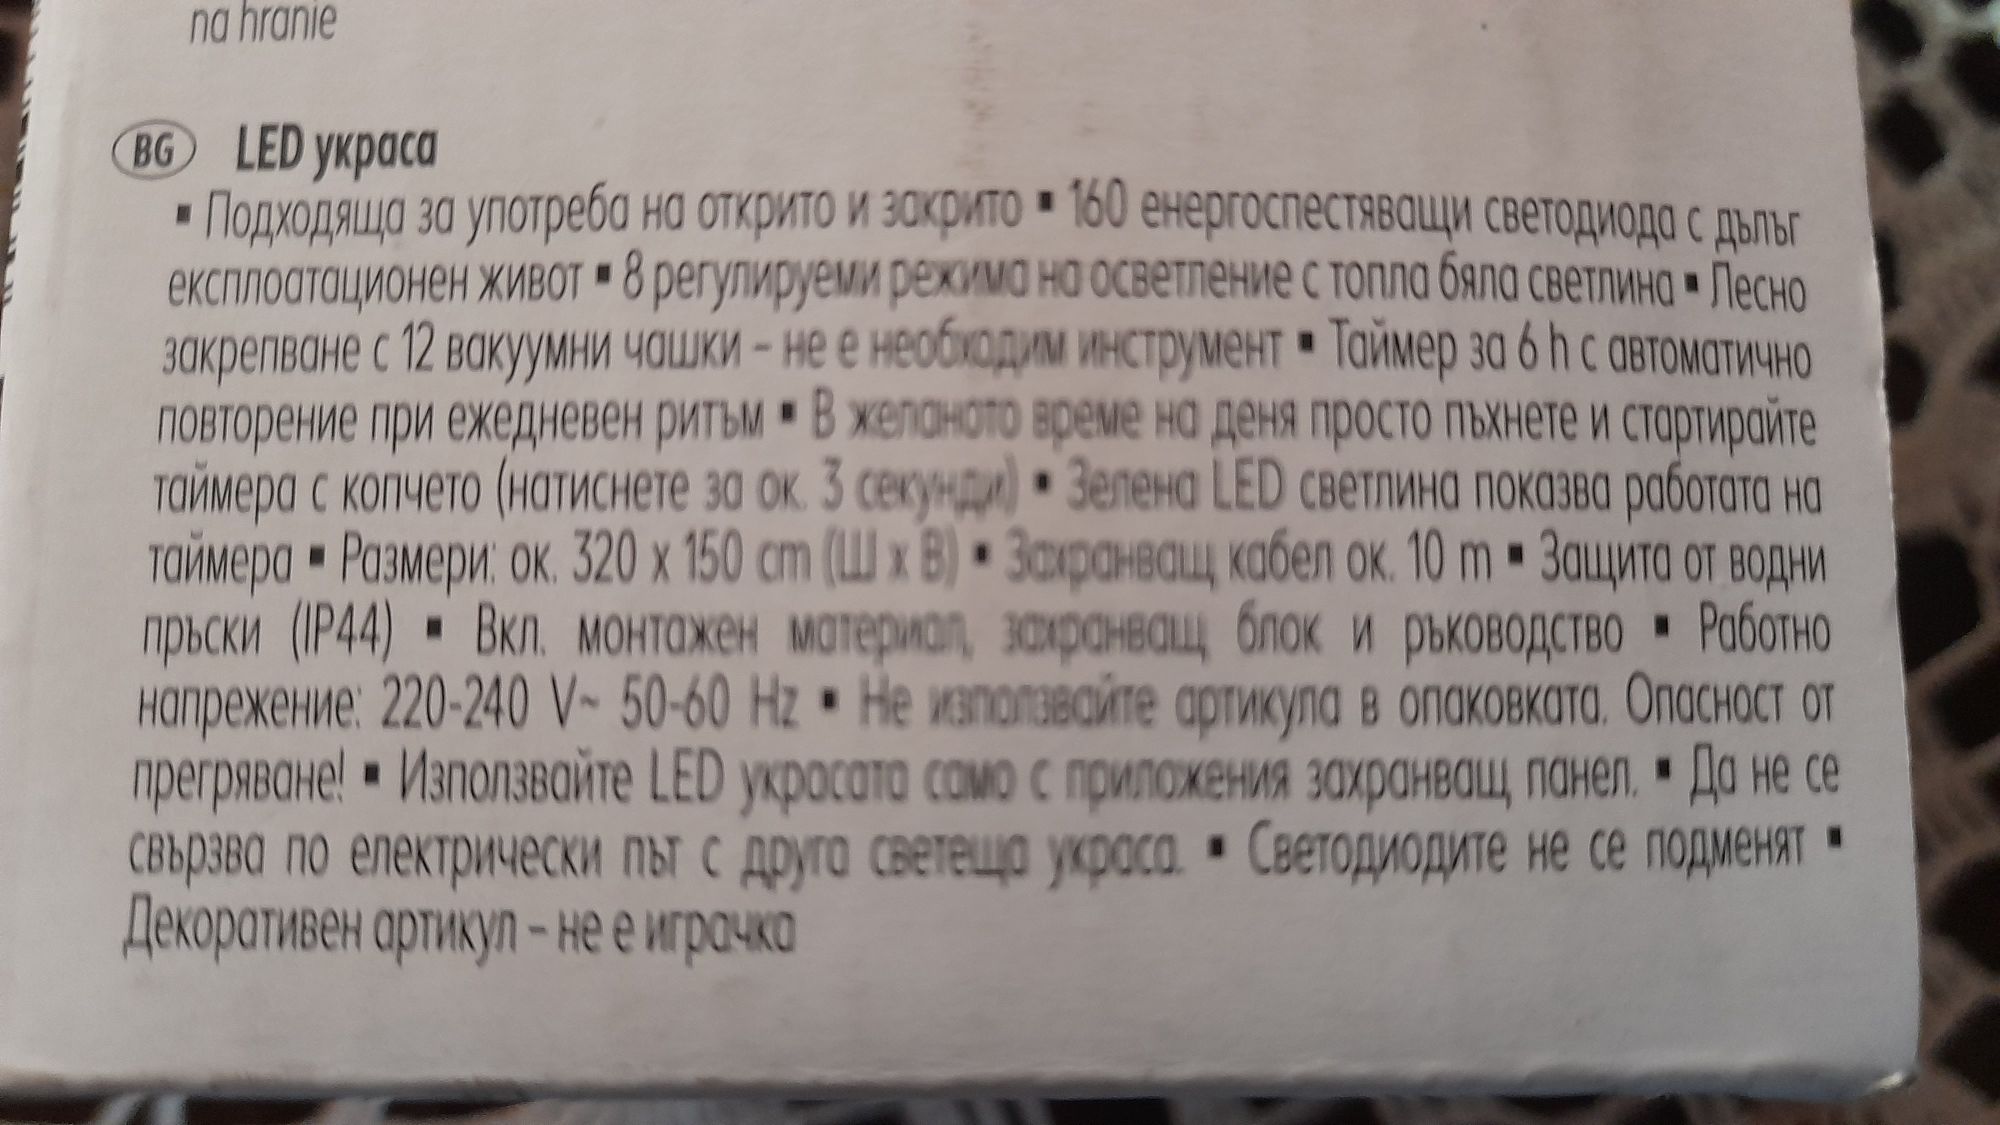 na hranie
BG LED украса
▪ Подходяща за употреба на открито и закрито ▪ 160 енергоспестяващи светодиода с дълъг
експлоатационен живот ▪ 8 регулируеми режима на осветление с топла бяла светлина ▪ Лесно
закрепване с 12 вакуумни чашки – не е необходим инструмент ▪ Таймер за 6 h с автоматично
повторение при ежедневен ритъм ▪ В желаното време на деня просто пъхнете и стартирайте
таймера с копчето (натиснете за ок. 3 секунди) ▪ Зелена LED светлина показва работата на
таймера ▪ Размери: ок. 320 x 150 cm (Ш x В) ▪ Захранващ кабел ок. 10 m ▪ Защита от водни
пръски (IP44) ▪ Вкл. монтажен материал, захранващ блок и ръководство ▪ Работно
напрежение: 220-240 V~ 50-60 Hz ▪ Не използвайте артикула в опаковката. Опасност от
прегряване! ▪ Използвайте LED украсата само с приложения захранващ панел. ▪ Да не се
свързва по електрически път с друга светеща украса. ▪ Светодиодите не се подменят ▪
Декоративен артикул – не е играчка